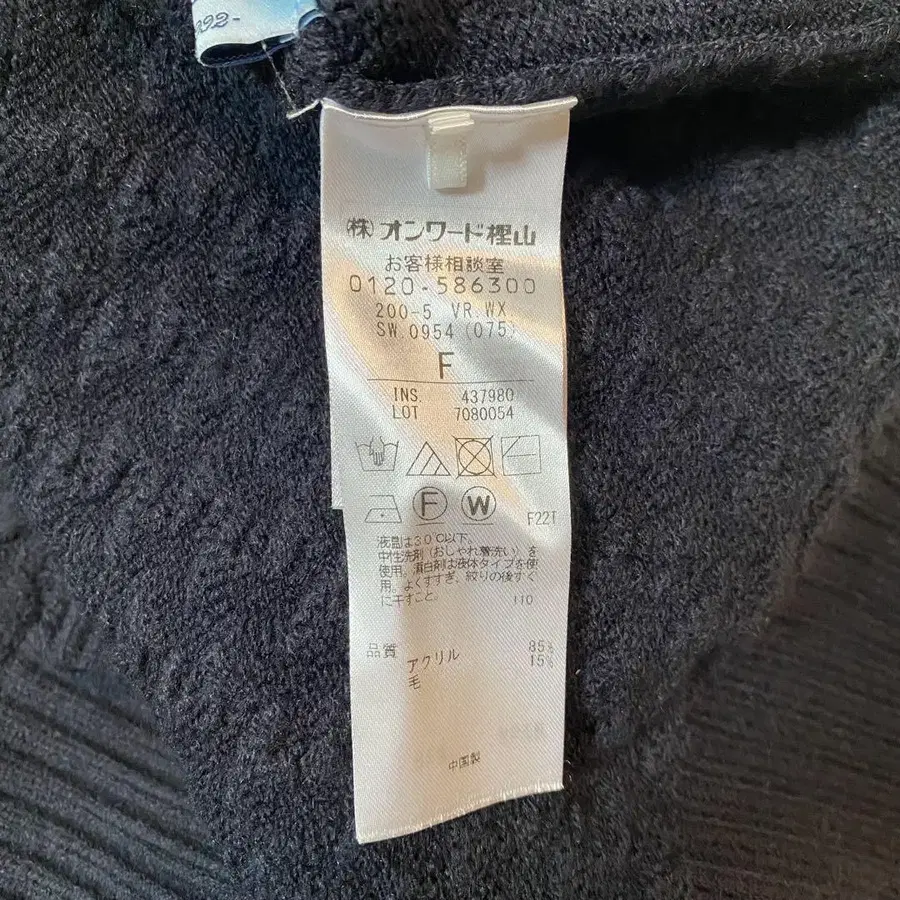 892-
㈱オンワード樫山
お客様相談室
0120-586300
200-5 VR.WX.
SW.0954 (075)
F
INS. 437980
LOT 7080054
F W
F22T
液温は30℃以下。
中性洗剤(おしゃれ着洗い)を
使用。漂白剤は液体タイプを使
用。よくすすぎ、絞りの後すぐ
に干すこと。 110
品質
アクリル 85%
毛 15%
中国製